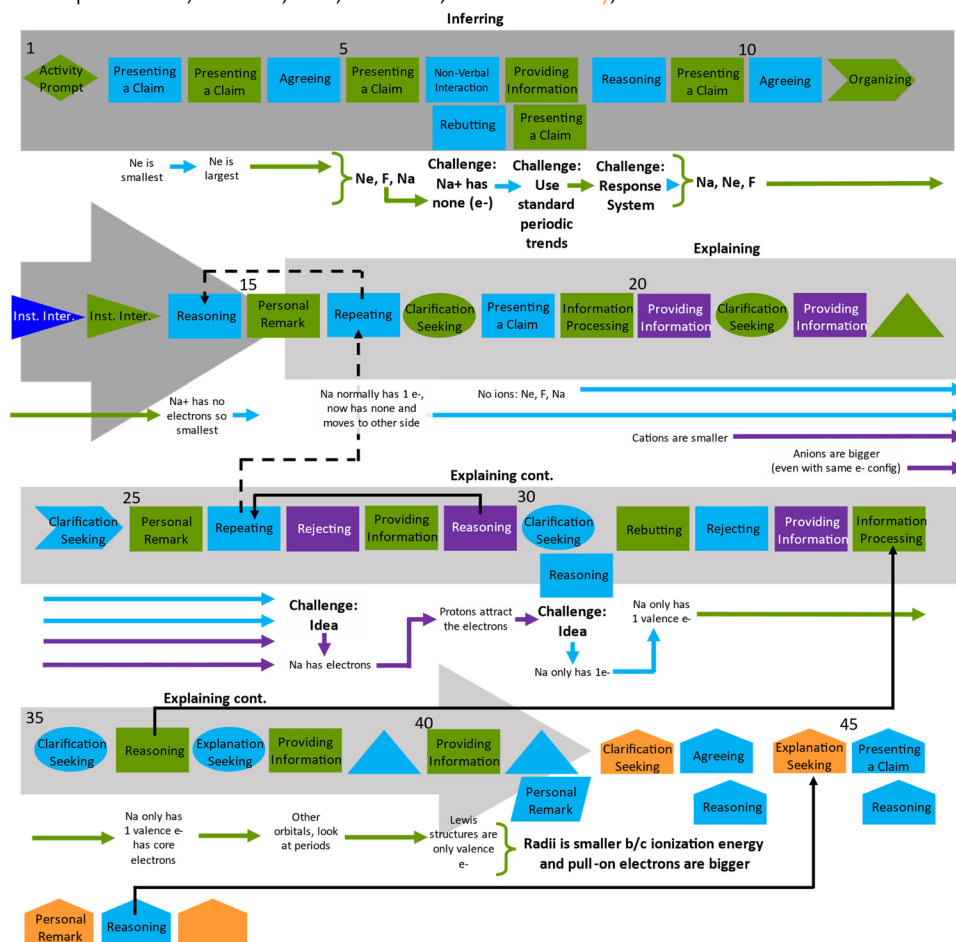 Inferring
1
5
10
Activity
Prompt
Presenting
a Claim
Presenting
a Claim
Agreeing
Presenting
a Claim
Non-Verbal
Interaction
Providing
Information
Reasoning
Presenting
a Claim
Agreeing
Organizing
Rebutting
Presenting
a Claim
Ne is
smallest
Ne is
largest
Ne, F, Na
Challenge:
Na+ has
none (e-)
Challenge:
Use
standard
periodic
trends
Challenge:
Response
System
Na, Ne, F
Explaining
15
20
Inst. Inter.
Inst. Inter.
Reasoning
Personal
Remark
Repeating
Clarification
Seeking
Presenting
a Claim
Information
Processing
Providing
Information
Clarification
Seeking
Providing
Information
Na+ has no
electrons so
smallest
Na normally has 1 e-,
now has none and
moves to other side
No ions: Ne, F, Na
Cations are smaller
Anions are bigger
(even with same e- config)
Explaining cont.
25
30
Clarification
Seeking
Personal
Remark
Repeating
Rejecting
Providing
Information
Reasoning
Clarification
Seeking
Rebutting
Rejecting
Providing
Information
Information
Processing
Reasoning
Challenge:
Idea
Na has electrons
Protons attract
the electrons
Challenge:
Idea
Na only has 1e-
Na only has
1 valence e-
Explaining cont.
35
40
45
Clarification
Seeking
Reasoning
Explanation
Seeking
Providing
Information
Providing
Information
Personal
Remark
Clarification
Seeking
Agreeing
Reasoning
Explanation
Seeking
Presenting
a Claim
Reasoning
Na only has
1 valence e-
has core
electrons
Other
orbitals, look
at periods
Lewis
structures are
only valence
e-
Radii is smaller b/c ionization energy
and pull-on electrons are bigger
Personal
Remark
Reasoning